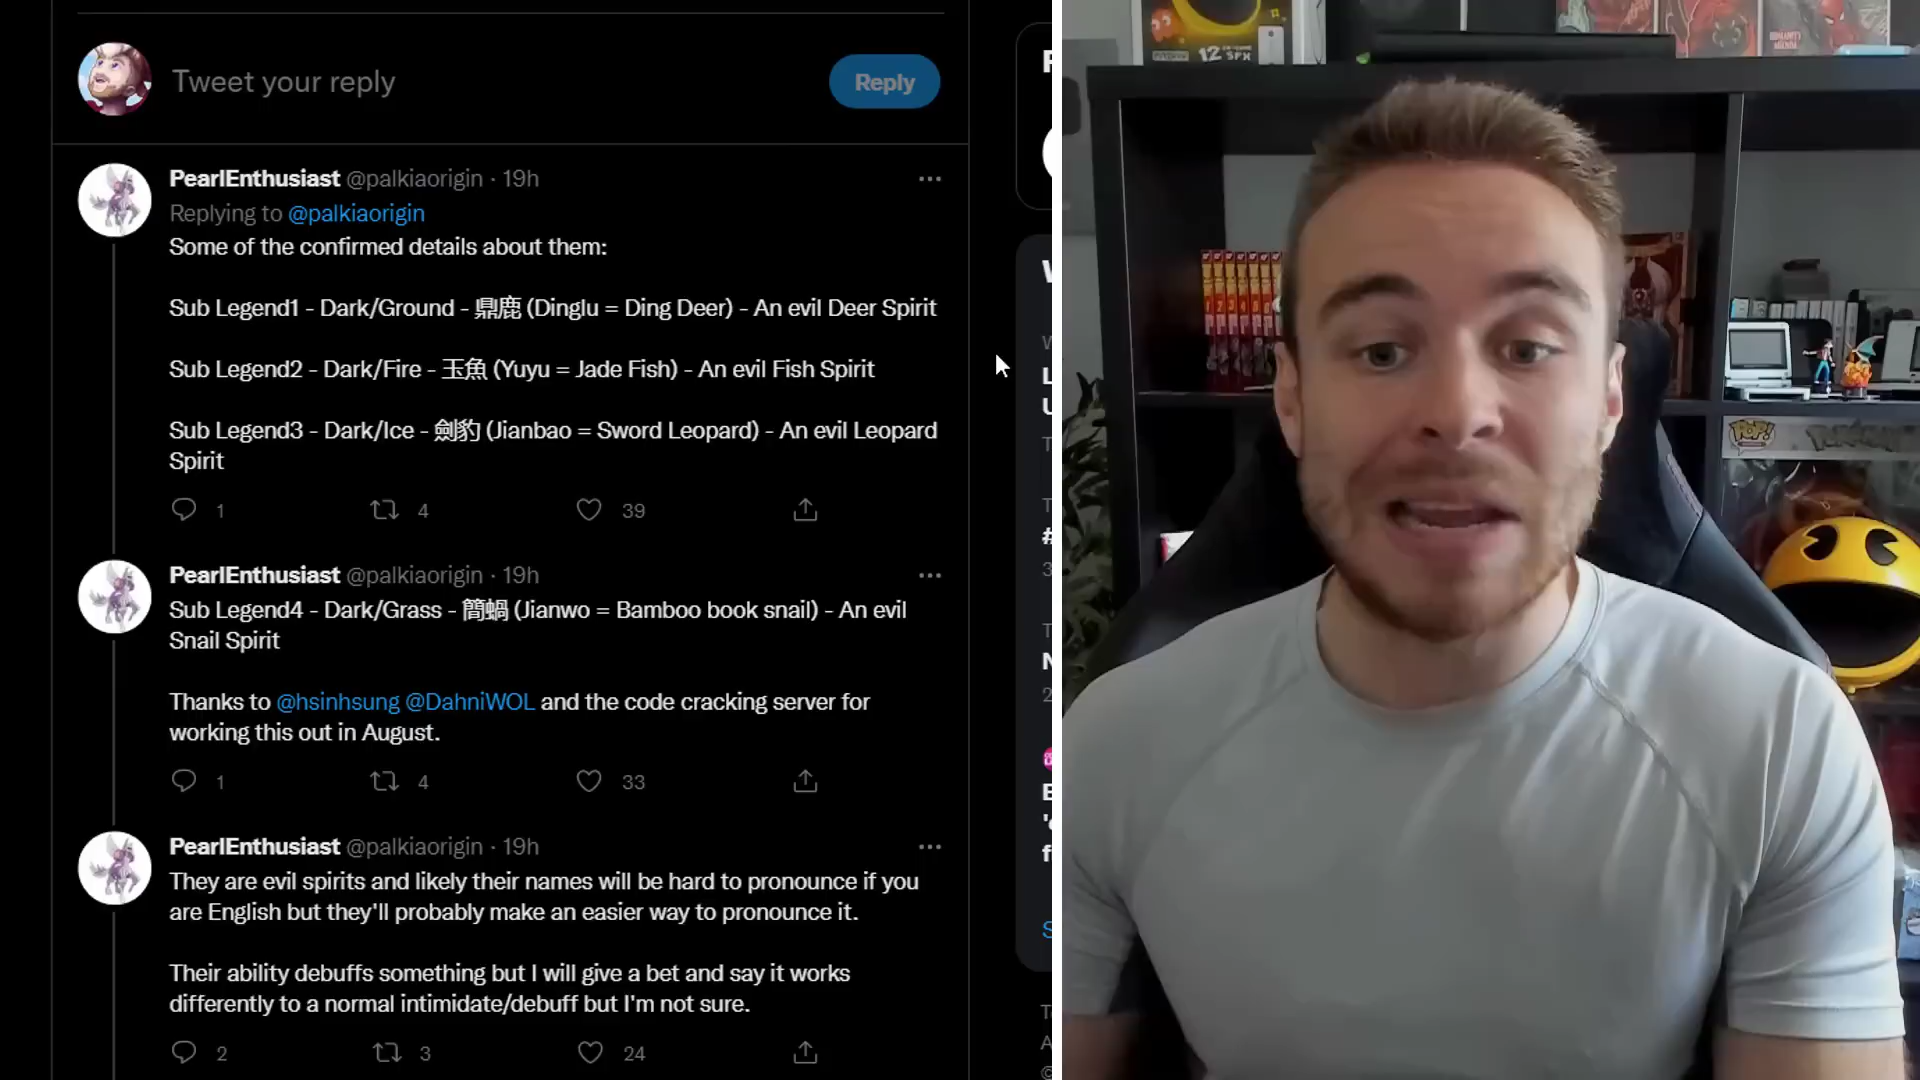 Tweet your reply
Reply
PearlEnthusiast @palkiaorigin · 19h
Replying to @palkiaorigin
Some of the confirmed details about them:
Sub Legend1 - Dark/Ground - 鼎鹿 (Dinglu = Ding Deer) - An evil Deer Spirit
Sub Legend2 - Dark/Fire - 玉魚 (Yuyu = Jade Fish) - An evil Fish Spirit
Sub Legend3 - Dark/Ice - 劍豹 (Jianbao = Sword Leopard) - An evil Leopard
Spirit
1 4 39
PearlEnthusiast @palkiaorigin · 19h
Sub Legend4 - Dark/Grass - 簡蝸 (Jianwo = Bamboo book snail) - An evil
Snail Spirit
Thanks to @hsinhsung @DahniWOL and the code cracking server for
working this out in August.
1 4 33
PearlEnthusiast @palkiaorigin · 19h
They are evil spirits and likely their names will be hard to pronounce if you
are English but they'll probably make an easier way to pronounce it.
Their ability debuffs something but I will give a bet and say it works
differently to a normal intimidate/debuff but I'm not sure.
2 3 24
12
POP!